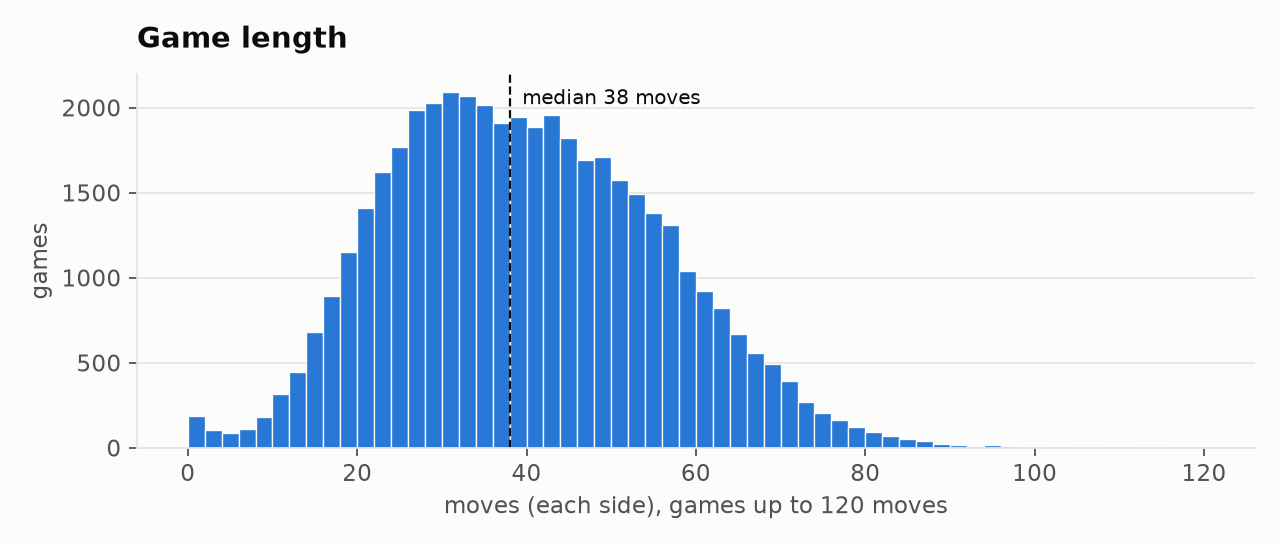 Game length
median 38 moves
2000
1500
1000
500
0
games
0 20 40 60 80 100 120
moves (each side), games up to 120 moves